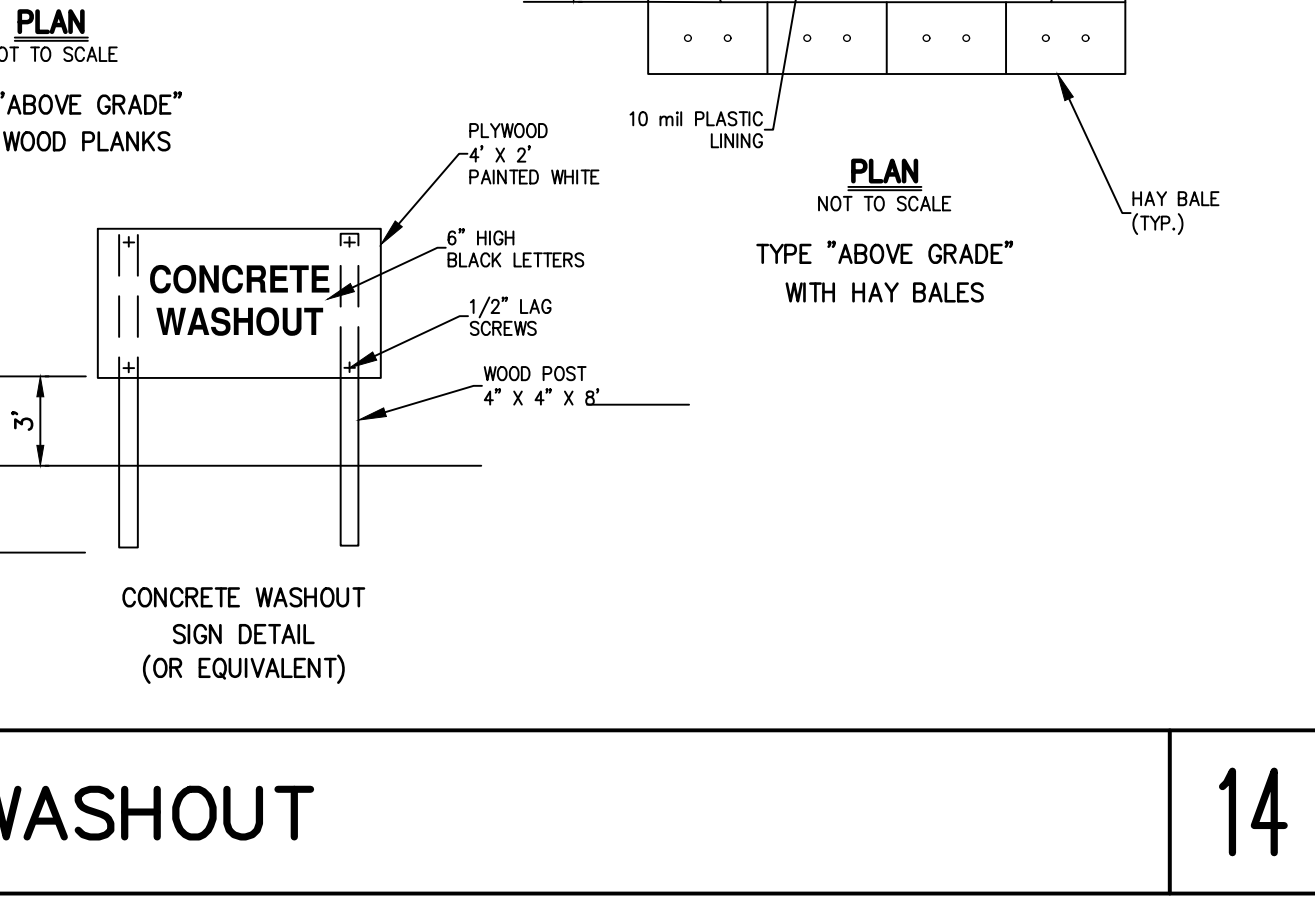 PLAN
OT TO SCALE
"ABOVE GRADE"
WOOD PLANKS
10 mil PLASTIC
LINING
PLAN
NOT TO SCALE
TYPE "ABOVE GRADE"
WITH HAY BALES
HAY BALE
(TYP.)
PLYWOOD
4' X 2'
PAINTED WHITE
6" HIGH
BLACK LETTERS
1/2" LAG
SCREWS
WOOD POST
4" X 4" X 8'
CONCRETE
WASHOUT
3'
CONCRETE WASHOUT
SIGN DETAIL
(OR EQUIVALENT)
WASHOUT
14